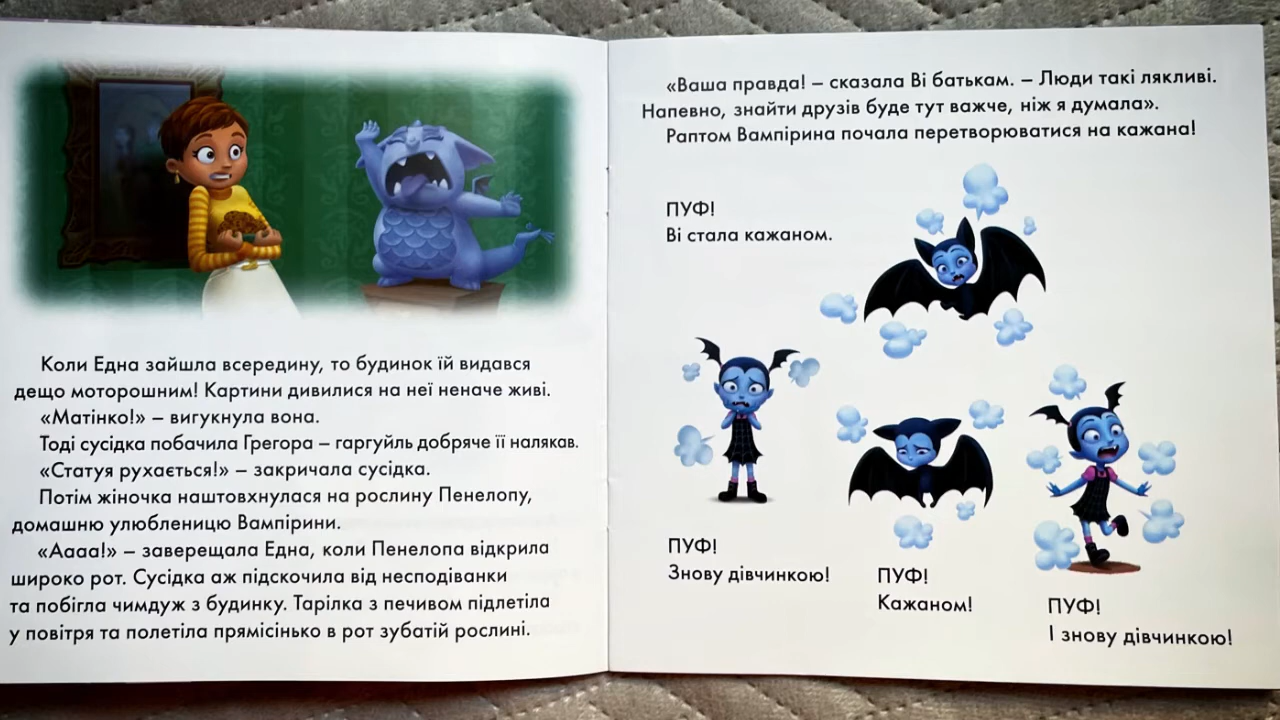 Коли Една зайшла всередину, то будинок їй видався
дещо моторошним! Картини дивилися на неї неначе живі.
«Матінко!» – вигукнула вона.
Тоді сусідка побачила Грегора – гаргуйль добряче її налякав.
«Статуя рухається!» – закричала сусідка.
Потім жіночка наштовхнулася на рослину Пенелопу,
домашню улюбленицю Вампірини.
«Аааа!» – заверещала Една, коли Пенелопа відкрила
широко рот. Сусідка аж підскочила від несподіванки
та побігла чимдуж з будинку. Тарілка з печивом підлетіла
у повітря та полетіла прямісінько в рот зубатій рослині.
«Ваша правда! – сказала Ві батькам. – Люди такі лякливі.
Напевно, знайти друзів буде тут важче, ніж я думала».
Раптом Вампірина почала перетворюватися на кажана!
ПУФ!
Ві стала кажаном.
ПУФ!
Знову дівчинкою!
ПУФ!
Кажаном!
ПУФ!
І знову дівчинкою!